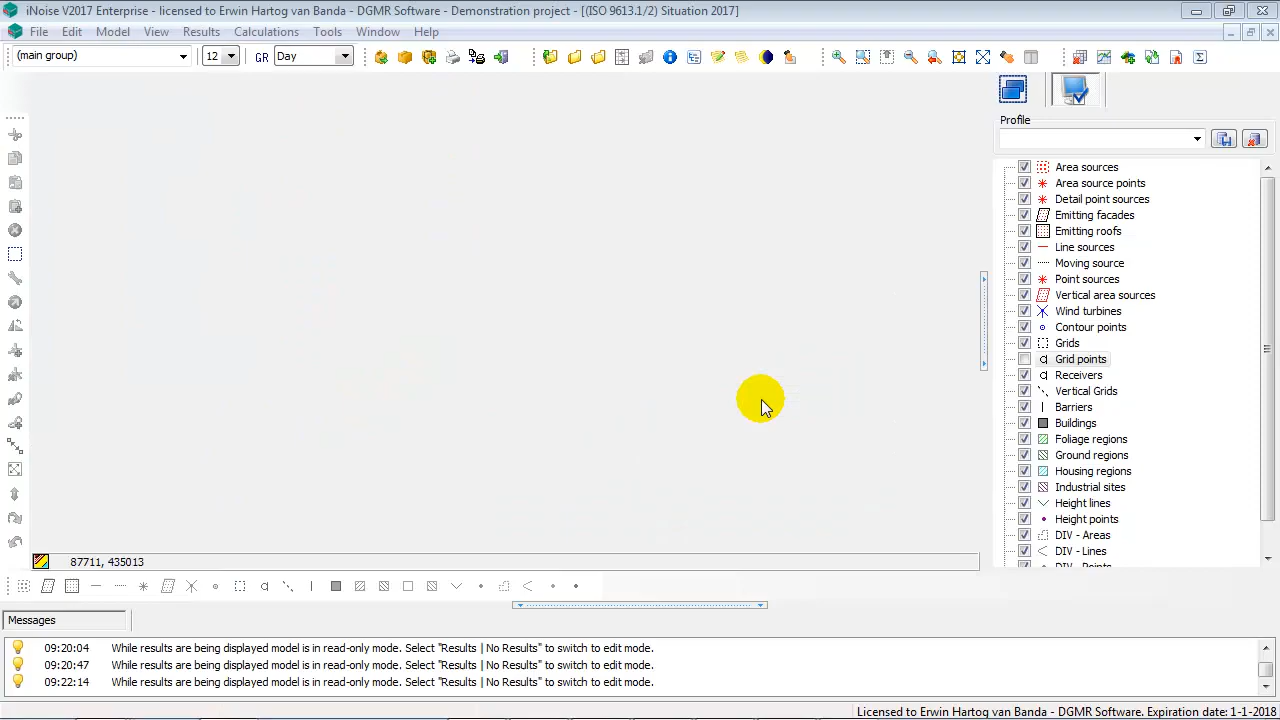 iNoise V2017 Enterprise - licensed to Erwin Hartog van Banda - DGMR Software - Demonstration project - [(ISO 9613.1/2) Situation 2017]
File Edit Model View Results Calculations Tools Window Help
(main group) 12 GR Day
Profile
Area sources
Area source points
Detail point sources
Emitting facades
Emitting roofs
Line sources
Moving source
Point sources
Vertical area sources
Wind turbines
Contour points
Grids
Grid points
Receivers
Vertical Grids
Barriers
Buildings
Foliage regions
Ground regions
Housing regions
Industrial sites
Height lines
Height points
DIV - Areas
DIV - Lines
DIV - Points
87711, 435013
Messages
09:20:04 While results are being displayed model is in read-only mode. Select "Results | No Results" to switch to edit mode.
09:20:47 While results are being displayed model is in read-only mode. Select "Results | No Results" to switch to edit mode.
09:22:14 While results are being displayed model is in read-only mode. Select "Results | No Results" to switch to edit mode.
Licensed to Erwin Hartog van Banda - DGMR Software. Expiration date: 1-1-2018